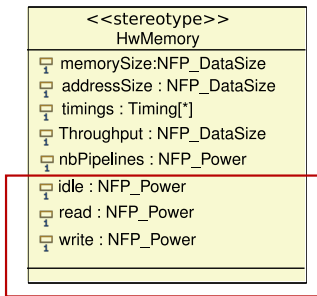 <<stereotype>>
HwMemory
memorySize:NFP_DataSize
addressSize : NFP_DataSize
timings : Timing[*]
Throughput : NFP_DataSize
nbPipelines : NFP_Power
idle : NFP_Power
read : NFP_Power
write : NFP_Power